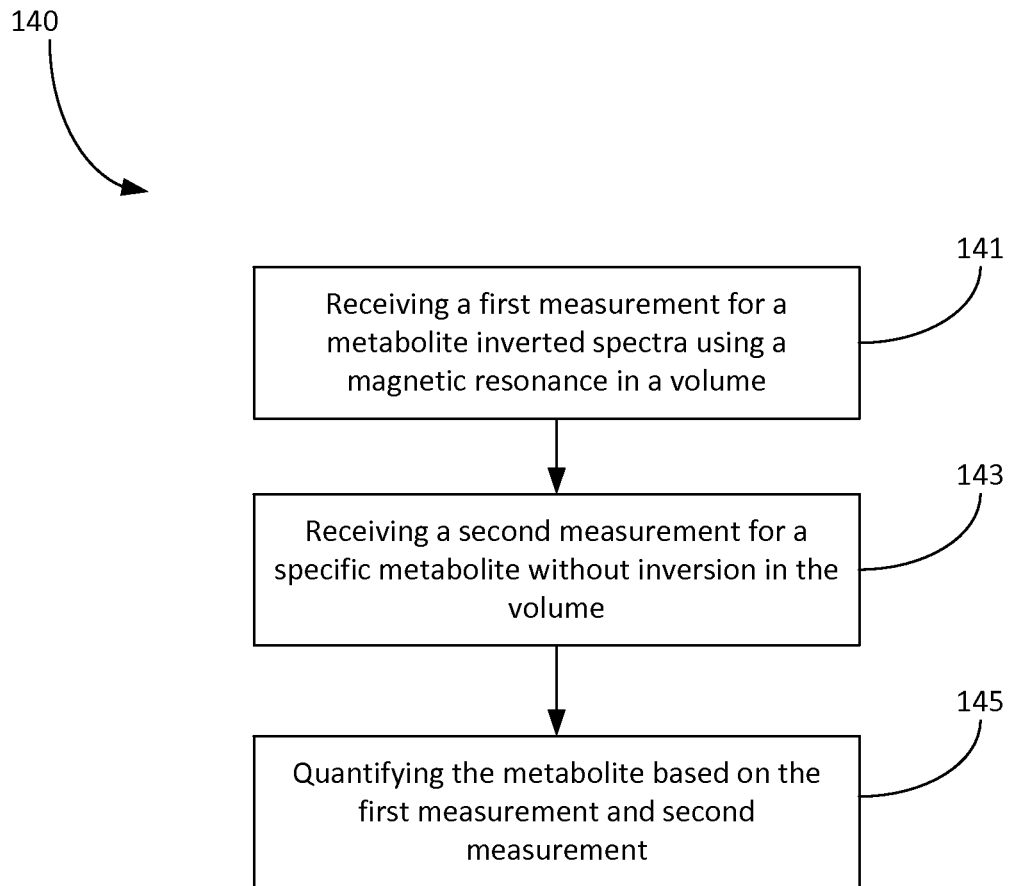 140
141
Receiving a first measurement for a
metabolite inverted spectra using a
magnetic resonance in a volume
143
Receiving a second measurement for a
specific metabolite without inversion in the
volume
145
Quantifying the metabolite based on the
first measurement and second
measurement